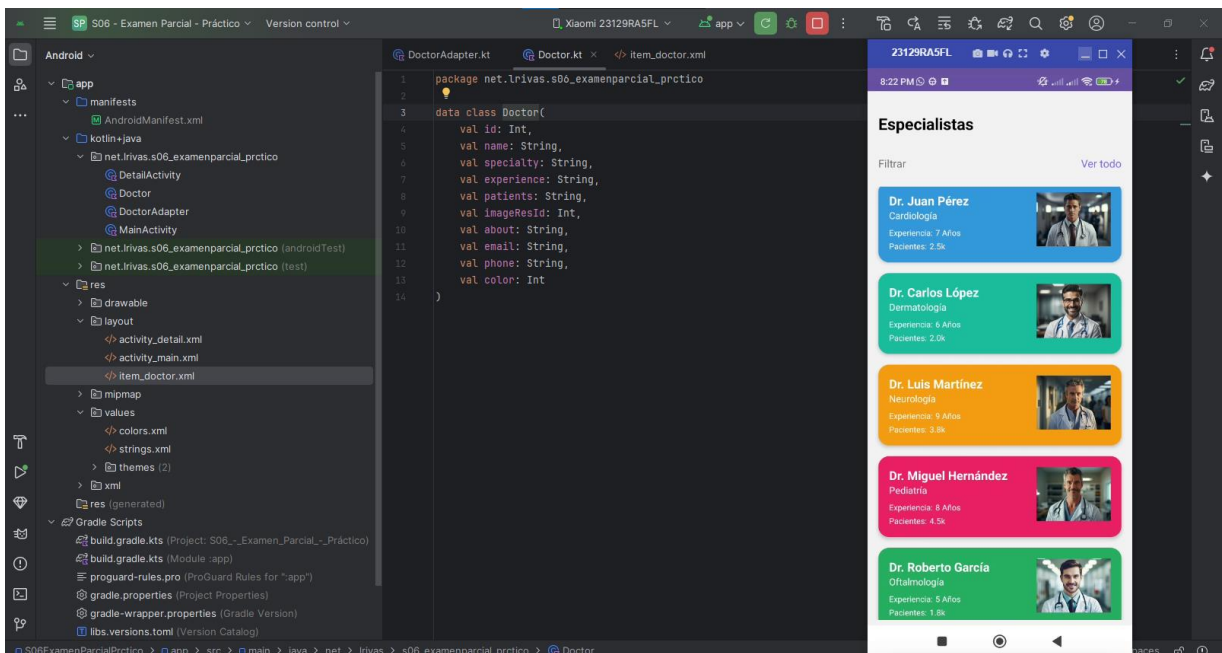 SP S06 - Examen Parcial - Práctico Version control Xiaomi 23129RA5FL app
Android
app
manifests
AndroidManifest.xml
kotlin+java
net.lrivas.s06_examenparcial_prctico
DetailActivity
Doctor
DoctorAdapter
MainActivity
net.lrivas.s06_examenparcial_prctico (androidTest)
net.lrivas.s06_examenparcial_prctico (test)
res
drawable
layout
activity_detail.xml
activity_main.xml
item_doctor.xml
mipmap
values
colors.xml
strings.xml
themes (2)
xml
res (generated)
Gradle Scripts
build.gradle.kts (Project: S06_-_Examen_Parcial_-_Práctico)
build.gradle.kts (Module :app)
proguard-rules.pro (ProGuard Rules for ":app")
gradle.properties (Project Properties)
gradle-wrapper.properties (Gradle Version)
libs.versions.toml (Version Catalog)
DoctorAdapter.kt Doctor.kt item_doctor.xml
1 package net.lrivas.s06_examenparcial_prctico
2
3 data class Doctor(
4 val id: Int,
5 val name: String,
6 val specialty: String,
7 val experience: String,
8 val patients: String,
9 val imageResId: Int,
10 val about: String,
11 val email: String,
12 val phone: String,
13 val color: Int
14 )
23129RA5FL
8:22 PM
Especialistas
Filtrar Ver todo
Dr. Juan Pérez
Cardiología
Experiencia: 7 Años
Pacientes: 2.5k
Dr. Carlos López
Dermatología
Experiencia: 6 Años
Pacientes: 2.0k
Dr. Luis Martínez
Neurología
Experiencia: 9 Años
Pacientes: 3.8k
Dr. Miguel Hernández
Pediatría
Experiencia: 8 Años
Pacientes: 4.5k
Dr. Roberto García
Oftalmología
Experiencia: 5 Años
Pacientes: 1.8k
S06ExamenParcialPrctico > app > src > main > java > net > lrivas > s06_examenparcial_prctico > Doctor